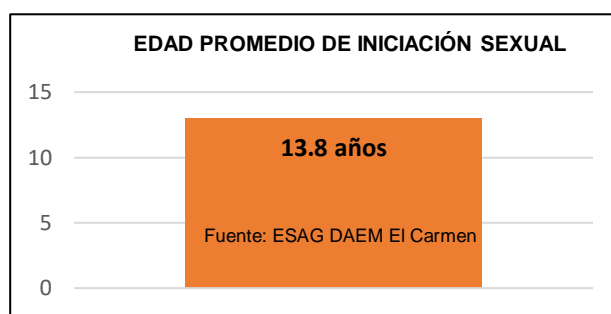 EDAD PROMEDIO DE INICIACIÓN SEXUAL
15
13.8 años
10
5
Fuente: ESAG DAEM El Carmen
0